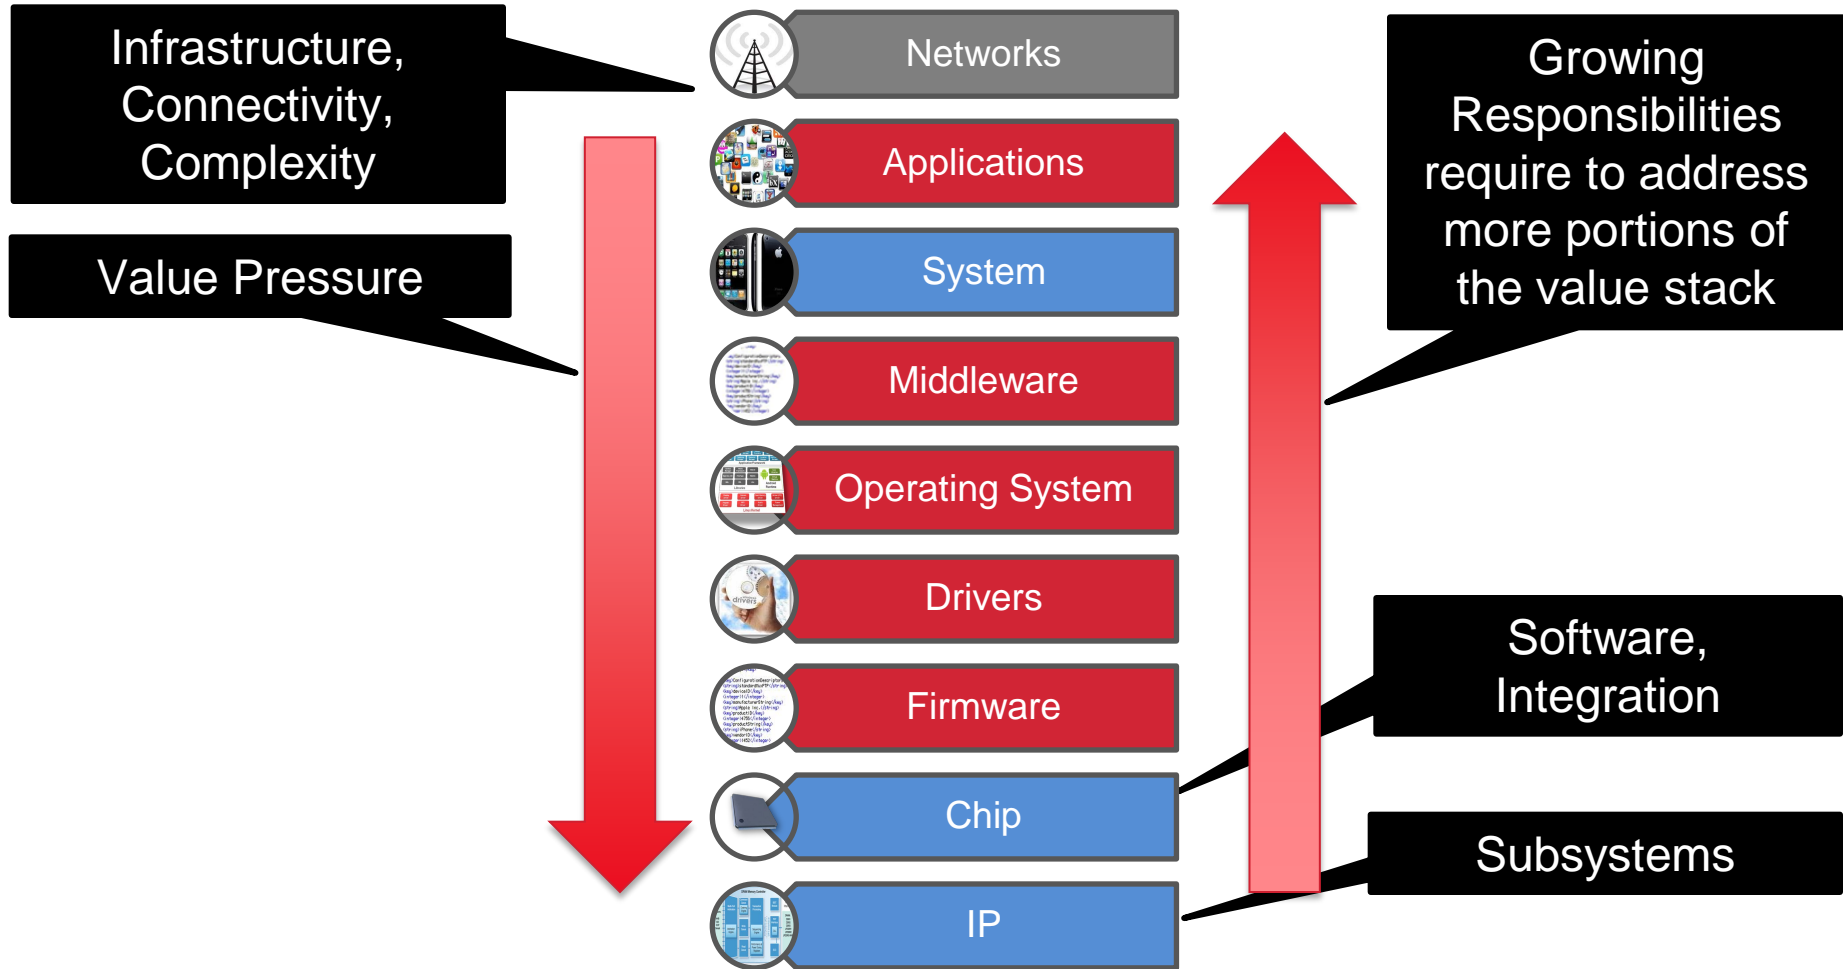 Infrastructure,
Connectivity,
Complexity
Value Pressure
Networks
Applications
System
Middleware
Operating System
Drivers
Firmware
Chip
IP
Growing
Responsibilities
require to address
more portions of
the value stack
Software,
Integration
Subsystems
drivers